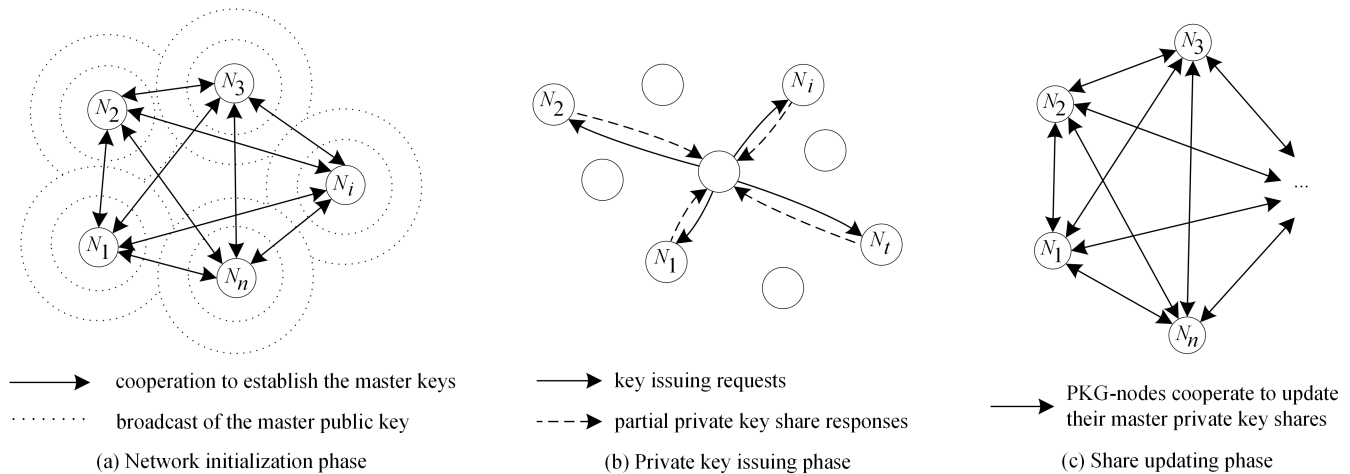 N3
N2
Ni
N1
Nn
cooperation to establish the master keys
broadcast of the master public key
(a) Network initialization phase
Ni
N2
Nt
N1
key issuing requests
partial private key share responses
(b) Private key issuing phase
N3
N2
...
N1
Nn
PKG-nodes cooperate to update
their master private key shares
(c) Share updating phase